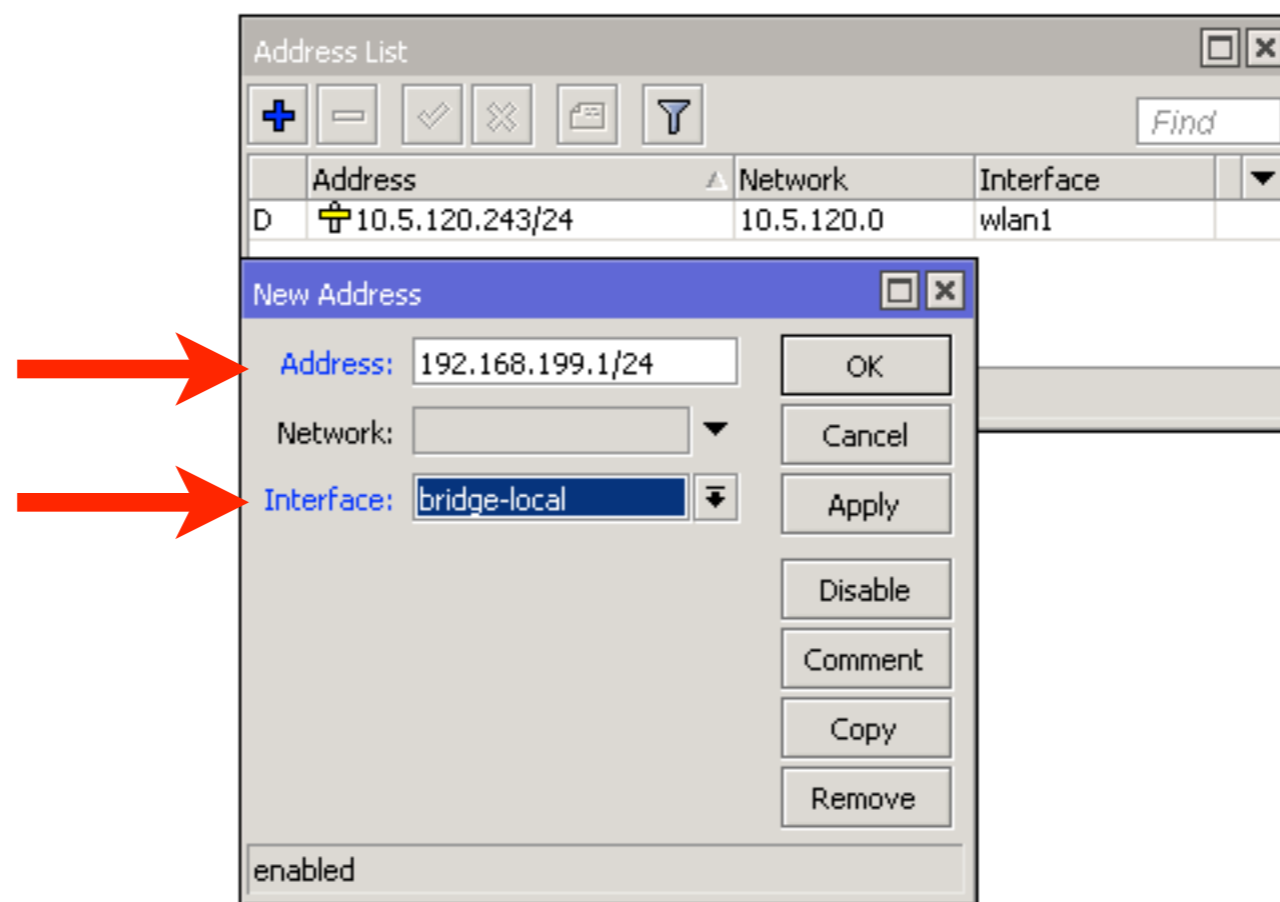 Address List
Find
Address Network Interface
D 10.5.120.243/24 10.5.120.0 wlan1
New Address
Address: 192.168.199.1/24 OK
Network: Cancel
Interface: bridge-local Apply
Disable
Comment
Copy
Remove
enabled